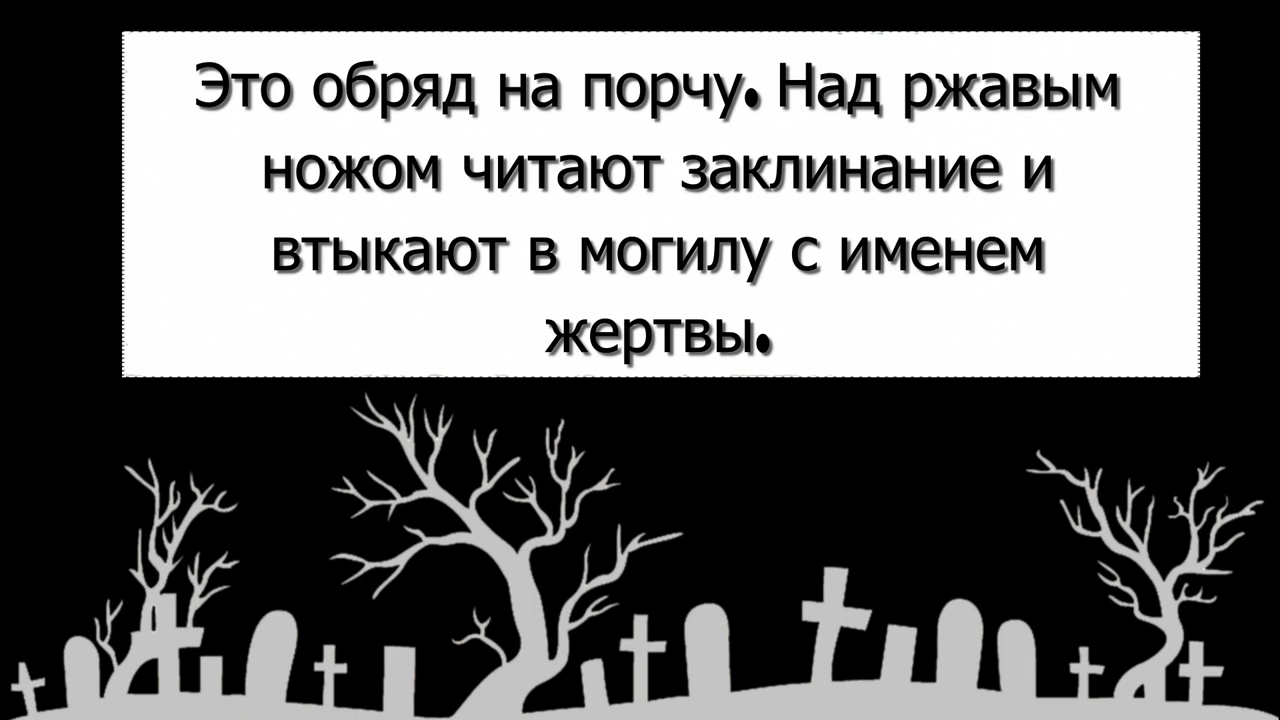 Это обряд на порчу. Над ржавым
ножом читают заклинание и
втыкают в могилу с именем
жертвы.